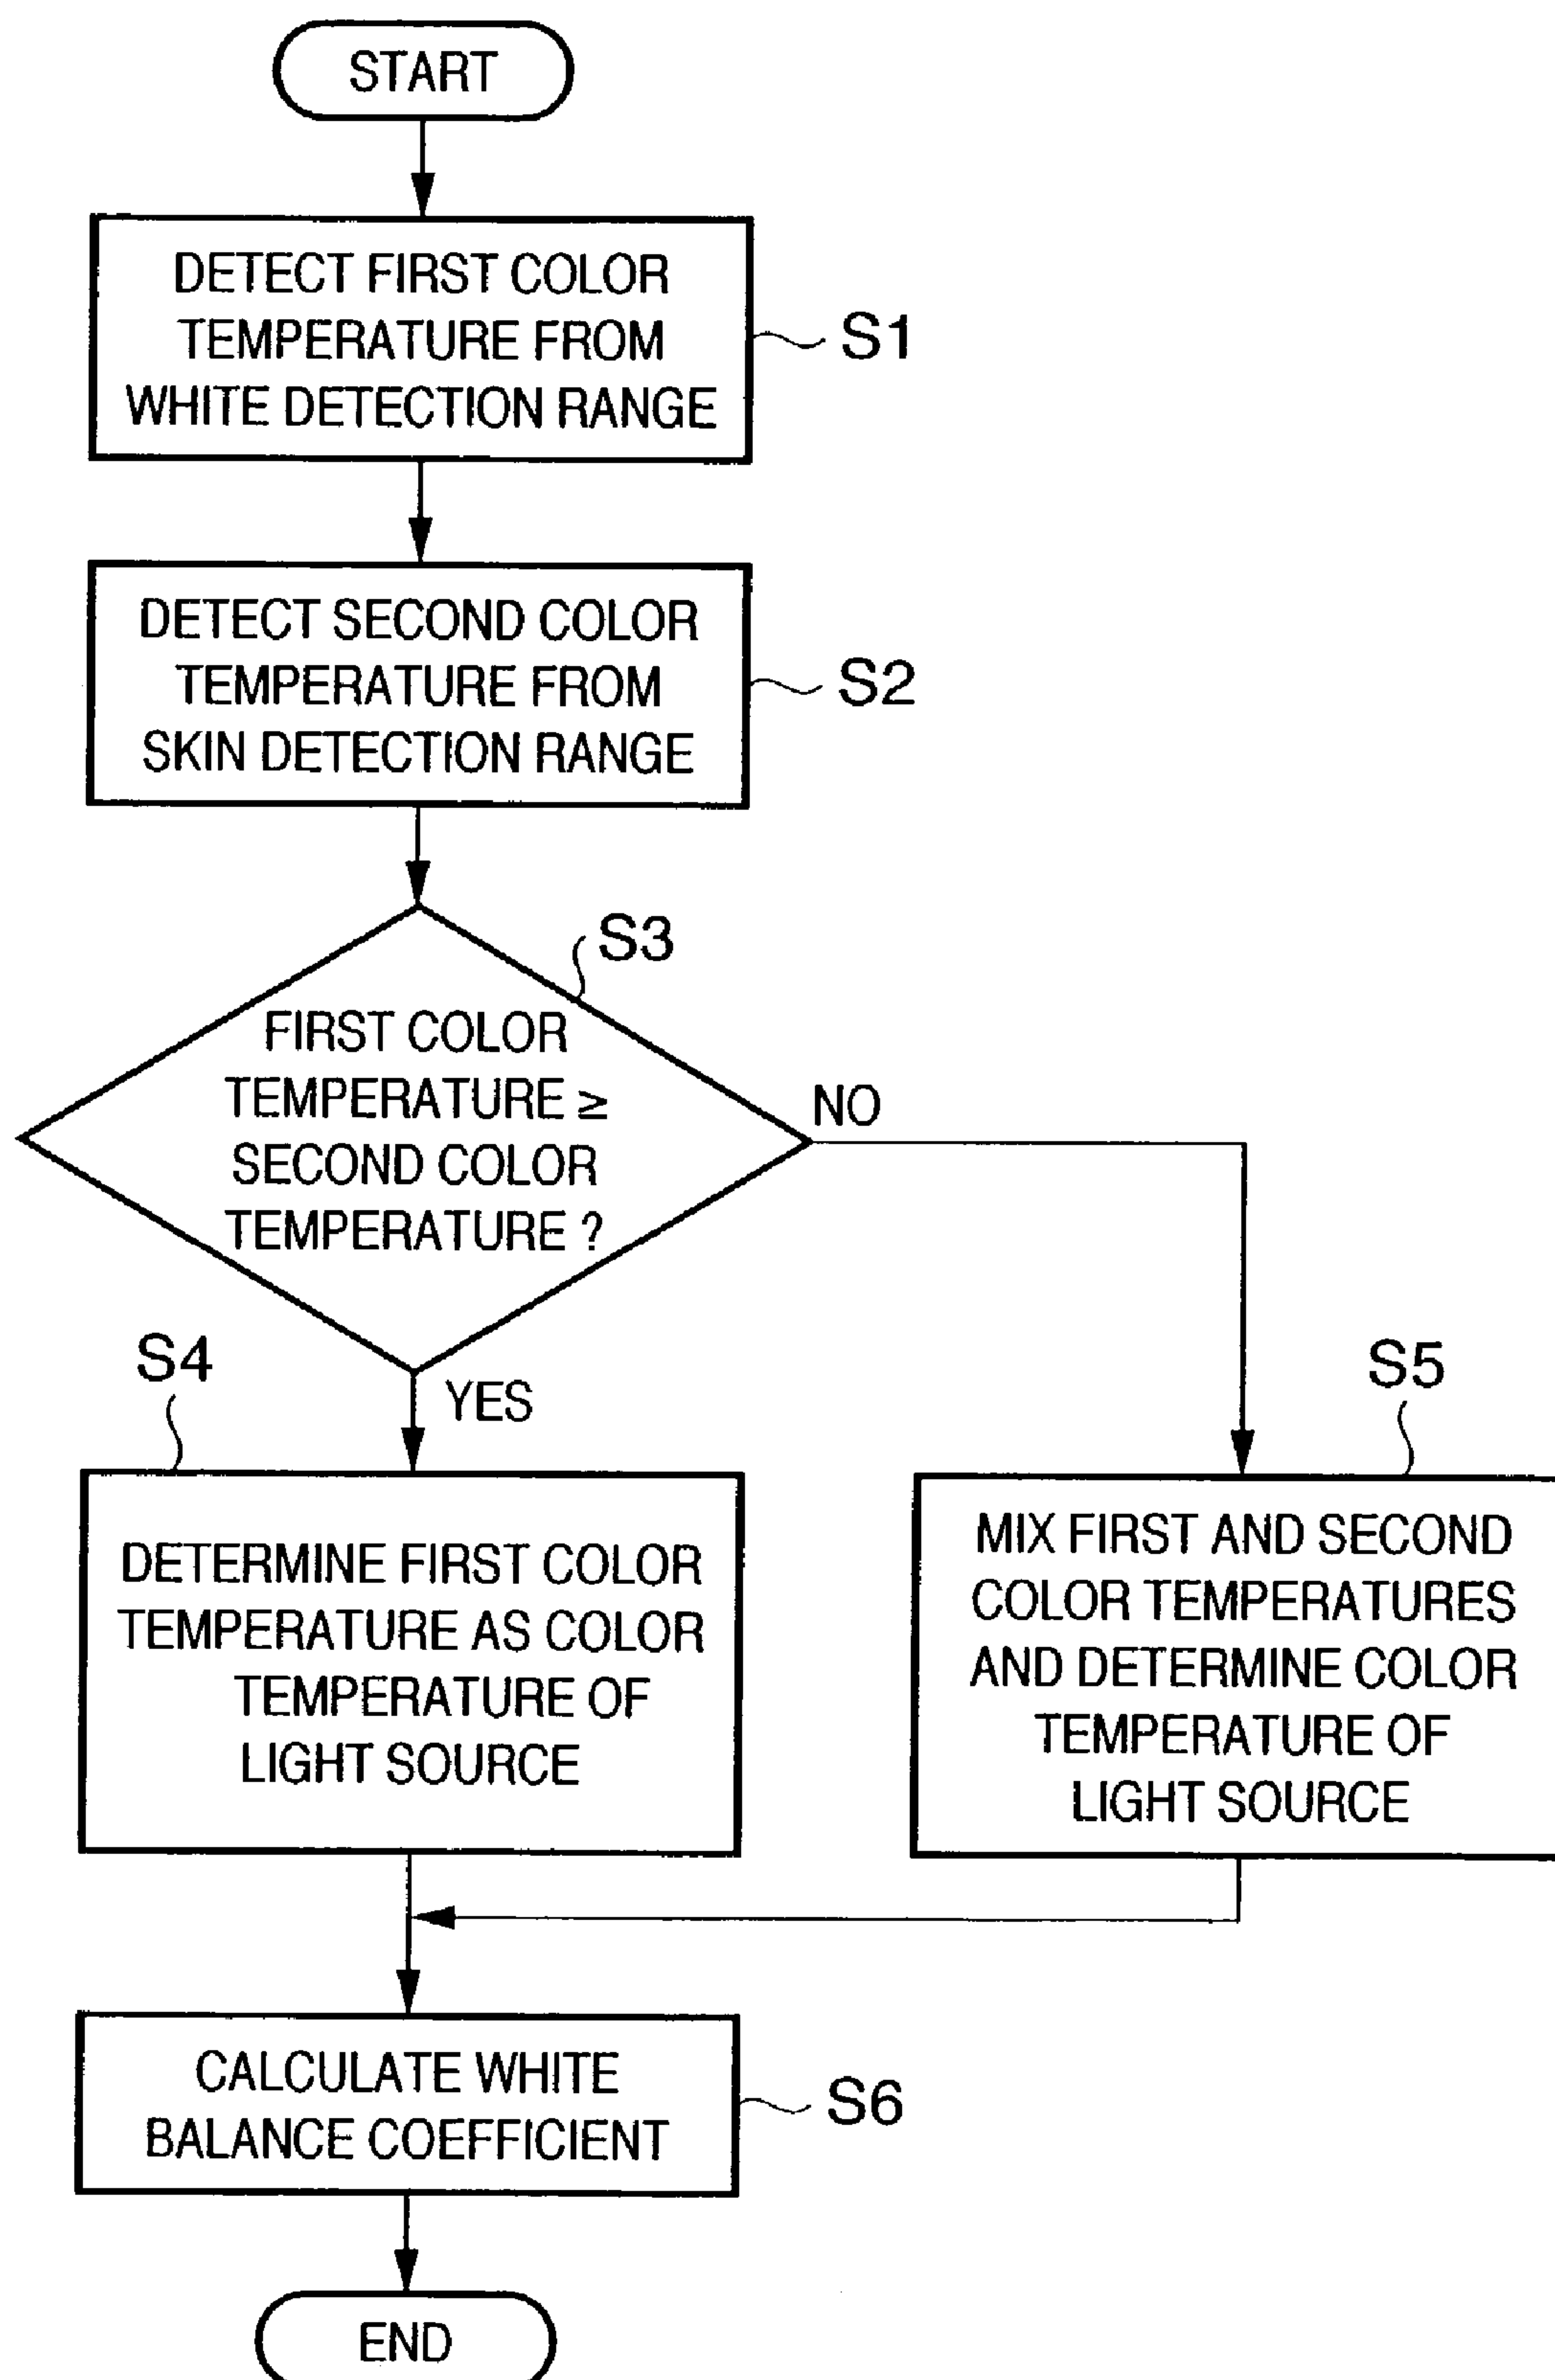 START
DETECT FIRST COLOR
TEMPERATURE FROM
WHITE DETECTION RANGE
S1
DETECT SECOND COLOR
TEMPERATURE FROM
SKIN DETECTION RANGE
S2
S3
FIRST COLOR
TEMPERATURE ≥
SECOND COLOR
TEMPERATURE ?
NO
YES
S4
DETERMINE FIRST COLOR
TEMPERATURE AS COLOR
TEMPERATURE OF
LIGHT SOURCE
S5
MIX FIRST AND SECOND
COLOR TEMPERATURES
AND DETERMINE COLOR
TEMPERATURE OF
LIGHT SOURCE
CALCULATE WHITE
BALANCE COEFFICIENT
S6
END